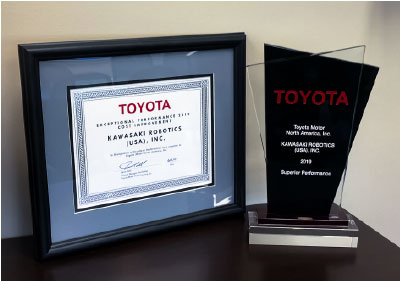 TOYOTA
EXCEPTIONAL PERFORMANCE 2019
COST IMPROVEMENT
KAWASAKI ROBOTICS
(USA), INC.
TOYOTA
Toyota Motor
North America, Inc.
KAWASAKI ROBOTICS
(USA), INC
2019
Superior Performance